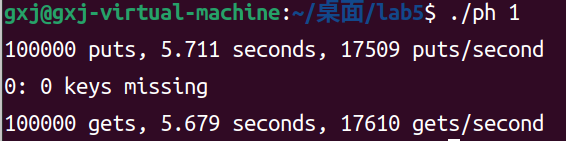 gxj@gxj-virtual-machine:~/桌面/lab5$ ./ph 1
100000 puts, 5.711 seconds, 17509 puts/second
0: 0 keys missing
100000 gets, 5.679 seconds, 17610 gets/second